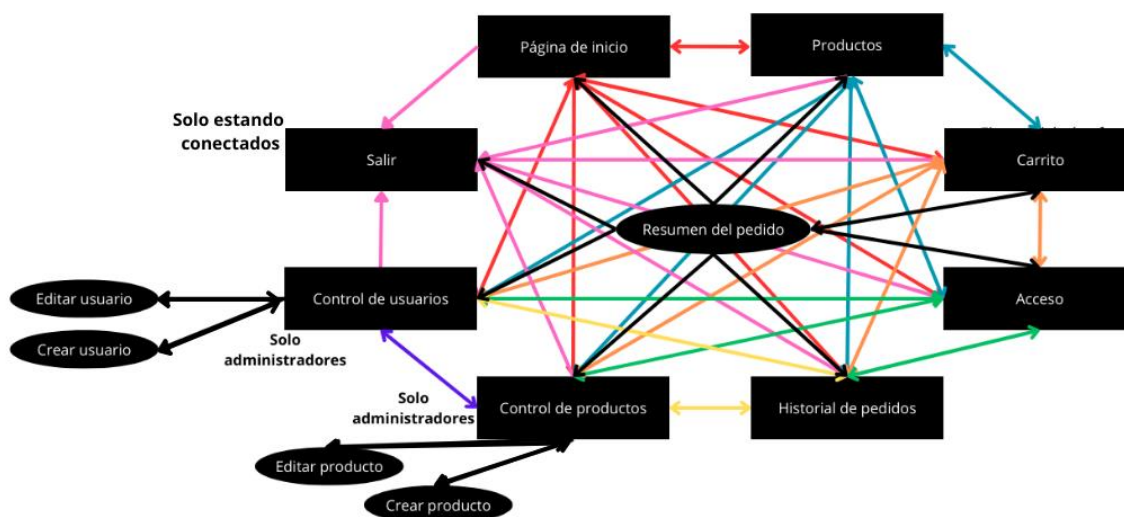 Página de inicio
Productos
Solo estando
conectados
Salir
Carrito
Resumen del pedido
Editar usuario
Control de usuarios
Acceso
Crear usuario
Solo
administradores
Solo
administradores
Control de productos
Historial de pedidos
Editar producto
Crear producto